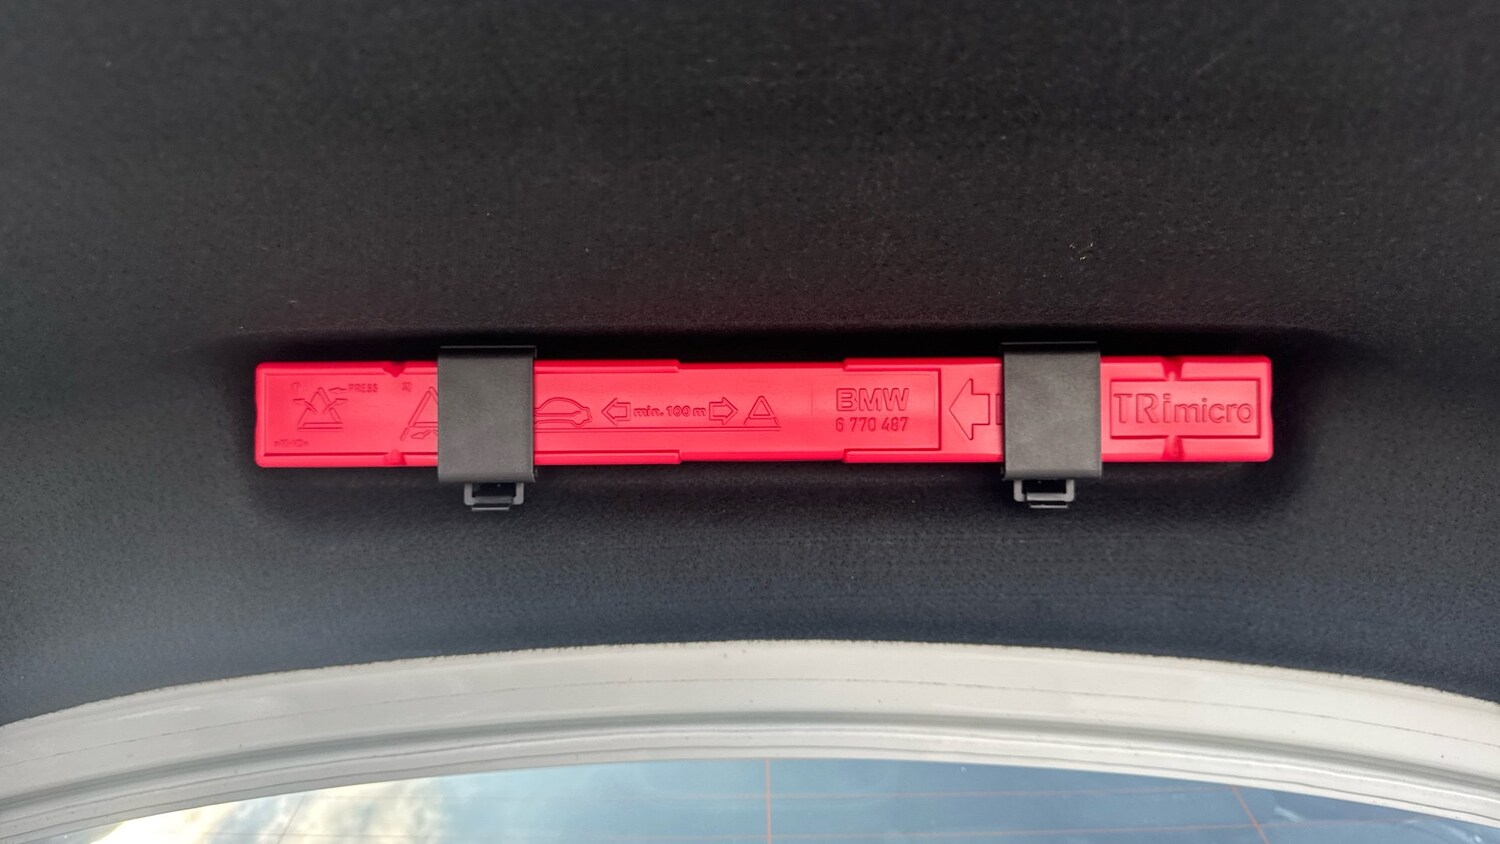 PRESS
min. 100 m
BMW
6 770 487
TRimicro